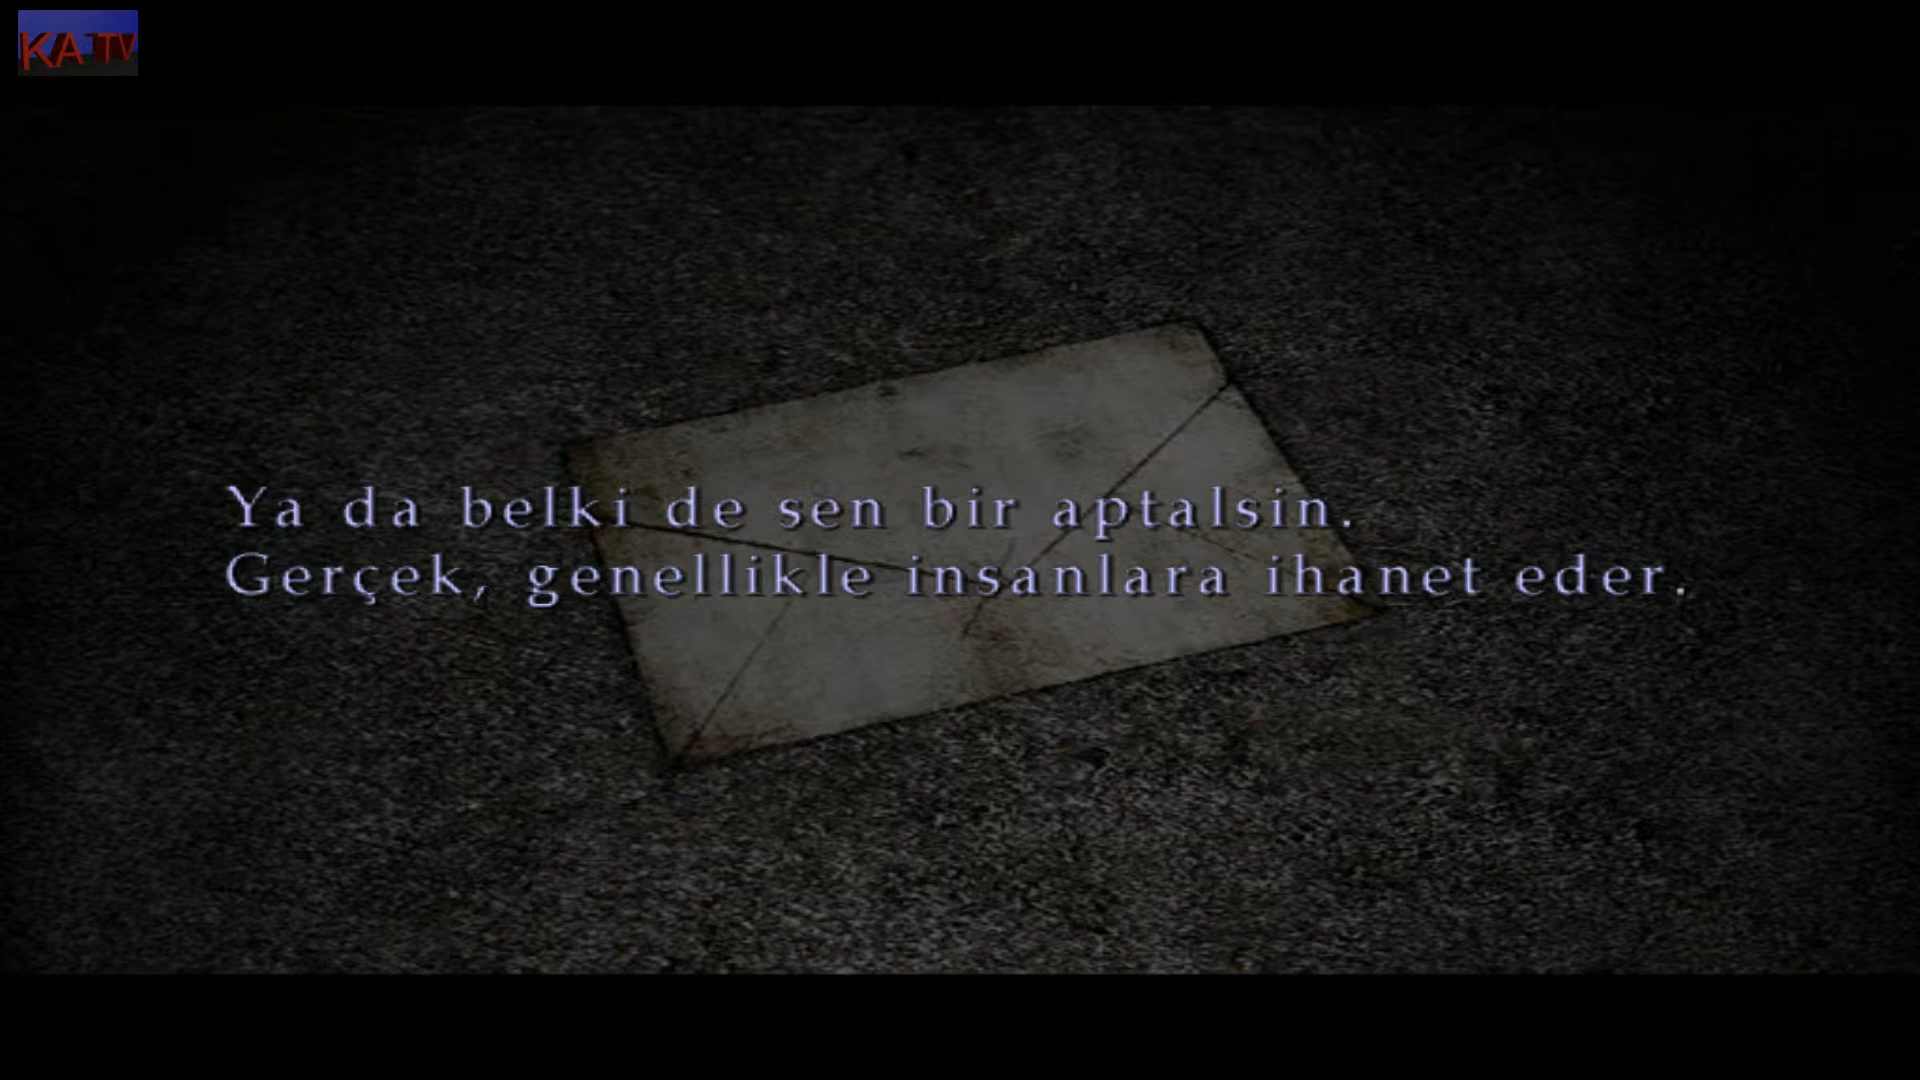 KA TV
Ya da belki de sen bir aptalsin.
Gerçek, genellikle insanlara ihanet eder.